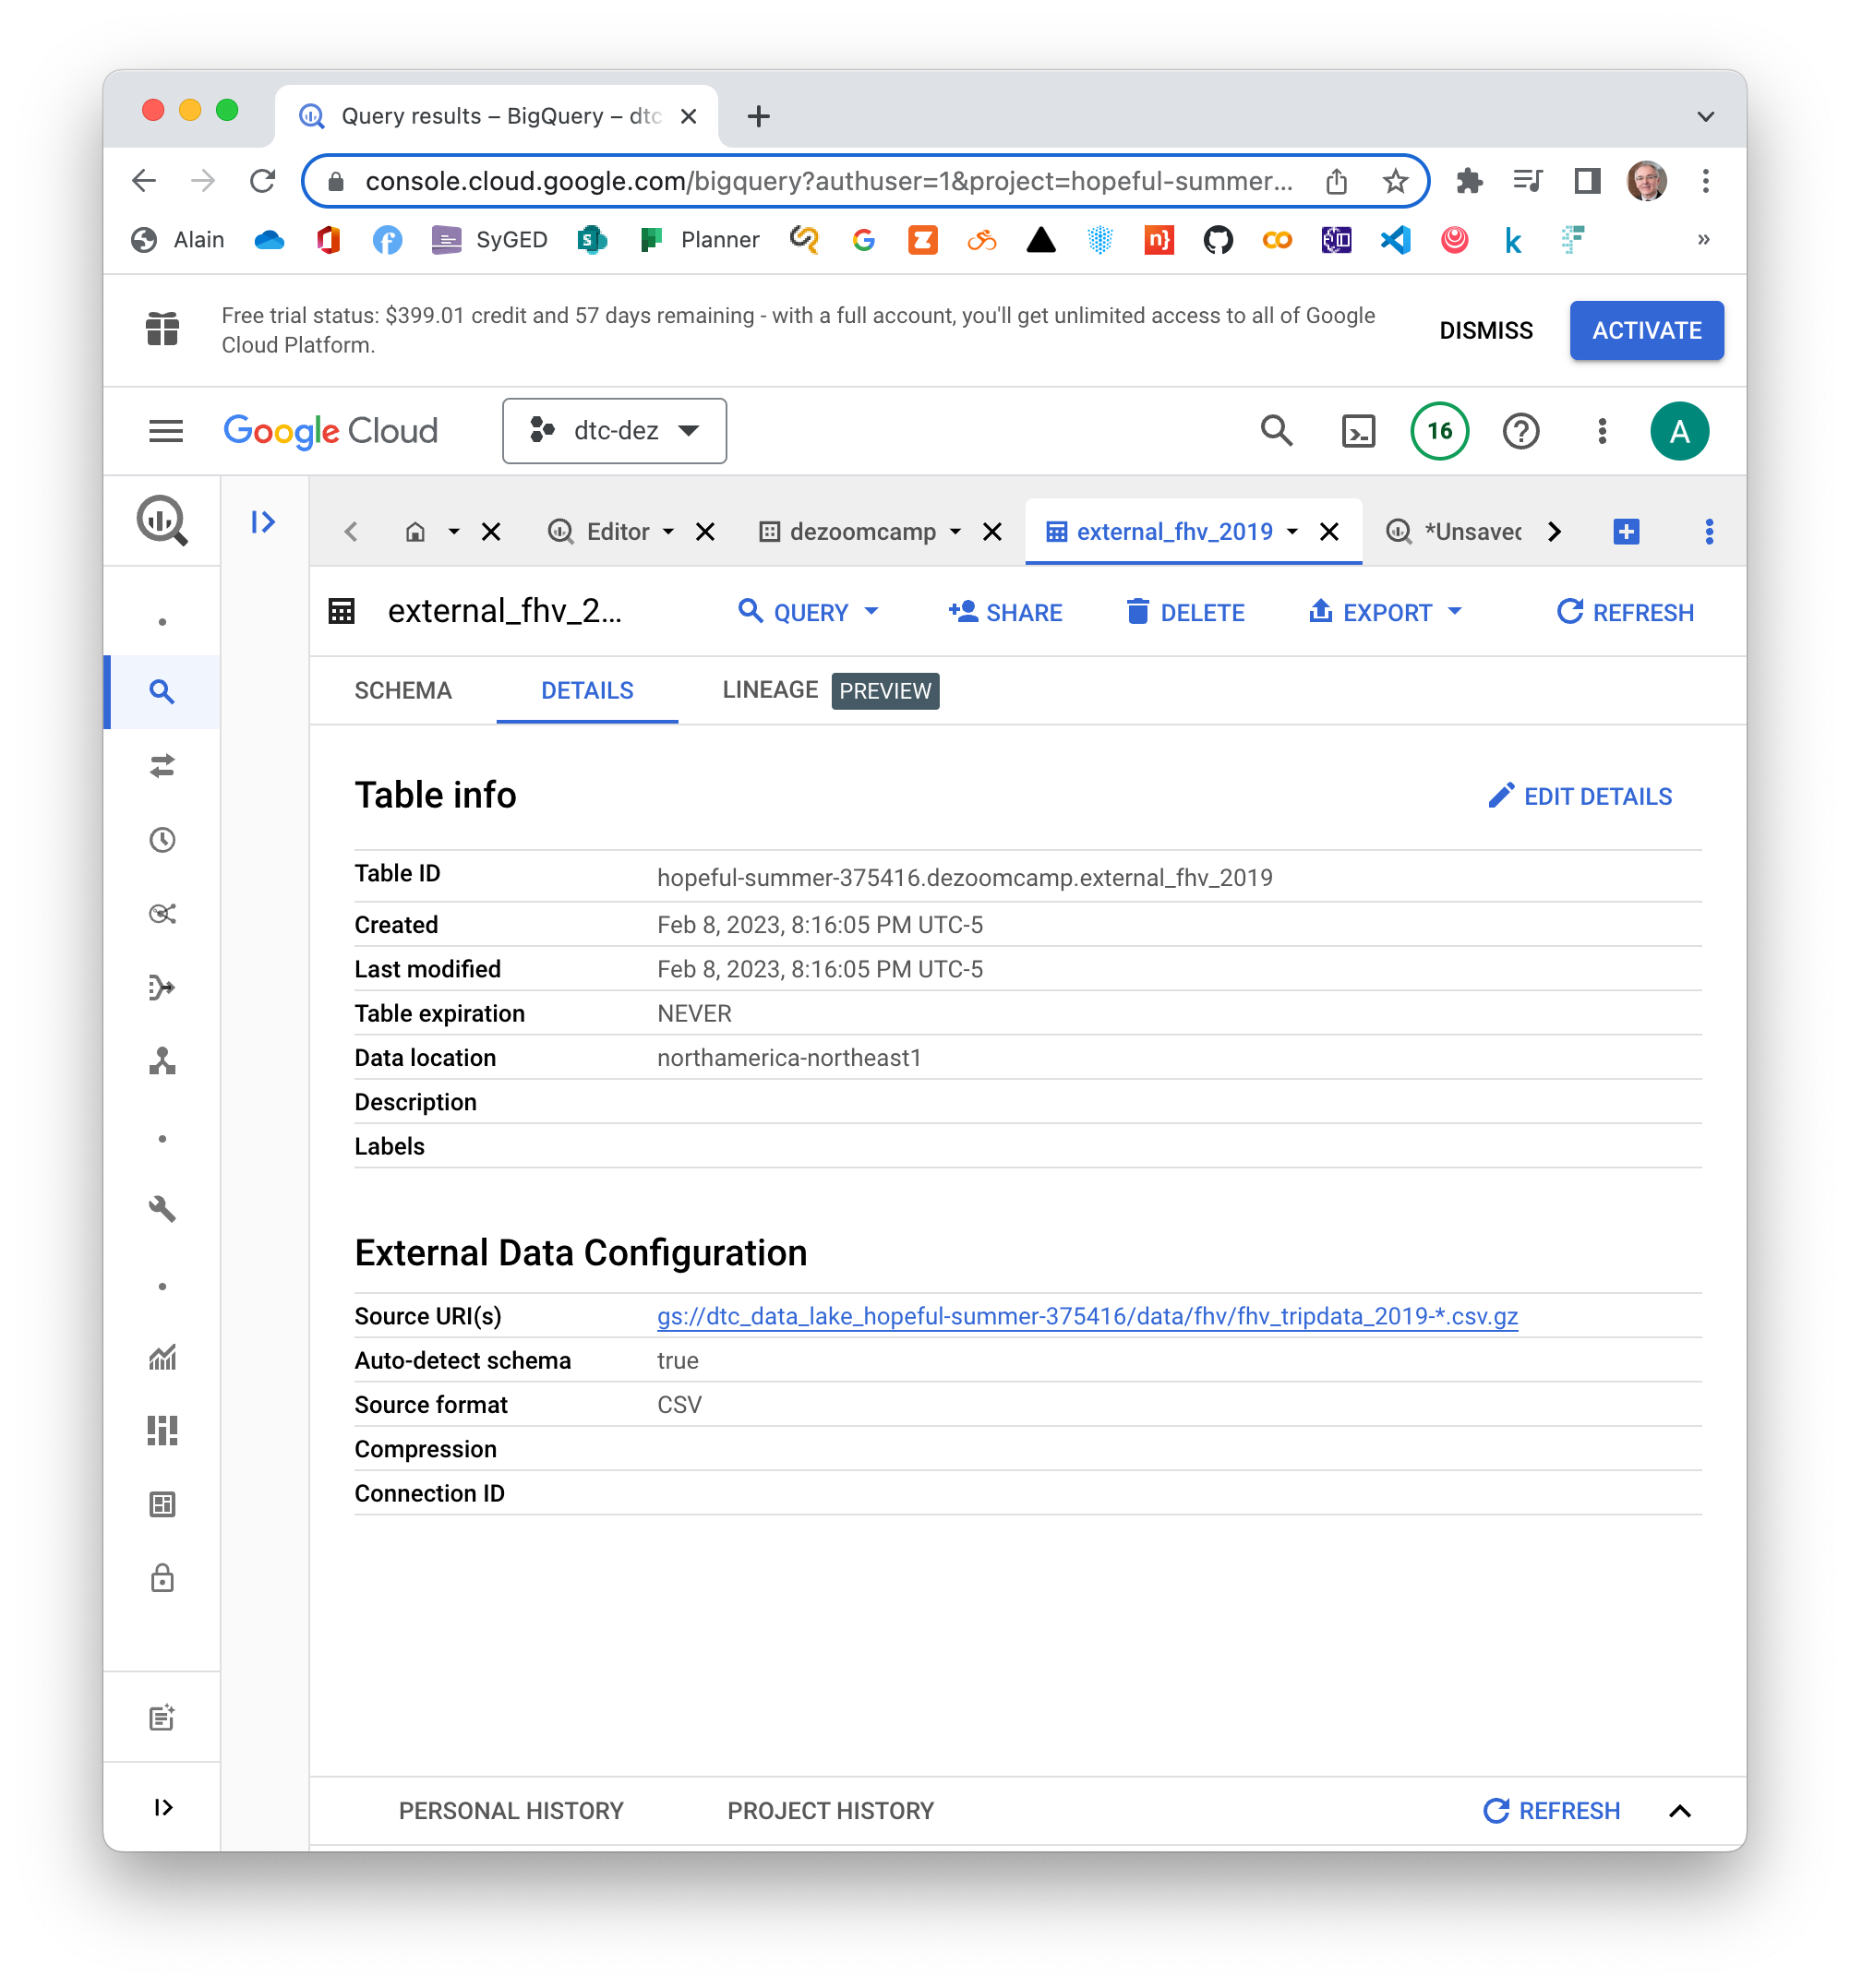 Query results – BigQuery – dtc
console.cloud.google.com/bigquery?authuser=1&project=hopeful-summer...
Alain
SyGED
Planner
Free trial status: $399.01 credit and 57 days remaining - with a full account, you'll get unlimited access to all of Google
Cloud Platform.
DISMISS
ACTIVATE
Google Cloud
dtc-dez
16
A
Editor
dezoomcamp
external_fhv_2019
*Unsaved
external_fhv_2...
QUERY
SHARE
DELETE
EXPORT
REFRESH
SCHEMA
DETAILS
LINEAGE PREVIEW
Table info
EDIT DETAILS
Table ID hopeful-summer-375416.dezoomcamp.external_fhv_2019
Created Feb 8, 2023, 8:16:05 PM UTC-5
Last modified Feb 8, 2023, 8:16:05 PM UTC-5
Table expiration NEVER
Data location northamerica-northeast1
Description
Labels
External Data Configuration
Source URI(s) gs://dtc_data_lake_hopeful-summer-375416/data/fhv/fhv_tripdata_2019-*.csv.gz
Auto-detect schema true
Source format CSV
Compression
Connection ID
PERSONAL HISTORY
PROJECT HISTORY
REFRESH